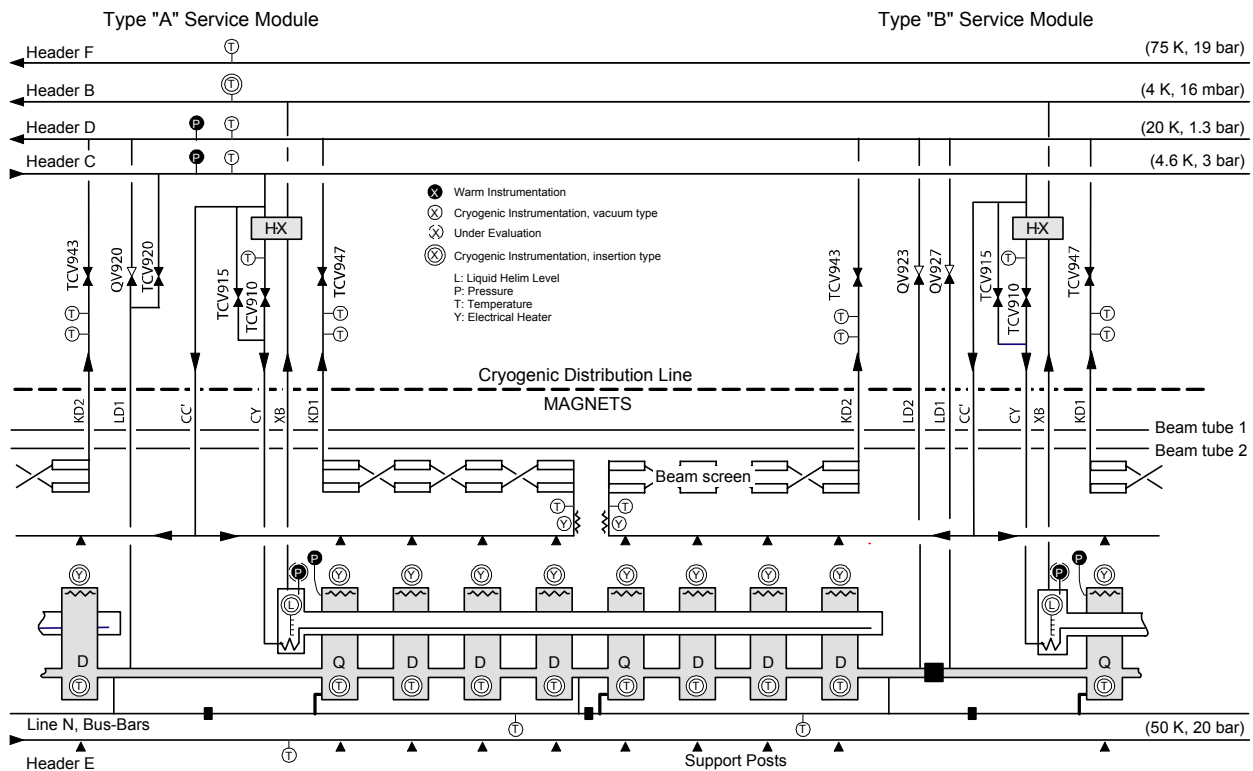 Type "A" Service Module
Type "B" Service Module
Header F
T
(75 K, 19 bar)
Header B
T
(4 K, 16 mbar)
Header D
P
T
(20 K, 1.3 bar)
Header C
P
T
(4.6 K, 3 bar)
X Warm Instrumentation
X Cryogenic Instrumentation, vacuum type
X Under Evaluation
X Cryogenic Instrumentation, insertion type
L: Liquid Helim Level
P: Pressure
T: Temperature
Y: Electrical Heater
H-X
H-X
TCV943
QV920
TCV920
TCV915
TCV910
TCV947
TCV943
QV923
QV927
TCV915
TCV910
TCV947
T
T
T
T
T
T
T
T
T
T
Cryogenic Distribution Line
MAGNETS
KD2
LD1
CC'
CY
XB
KD1
KD2
LD2
LD1
CC'
CY
XB
KD1
Beam tube 1
Beam tube 2
Beam screen
T
T
Y
Y
P
P
P
P
Y
Y
Y
Y
Y
Y
Y
Y
Y
Y
L
L
D
Q
D
D
D
Q
D
D
D
Q
T
T
T
T
T
T
T
T
T
T
Line N, Bus-Bars
T
T
(50 K, 20 bar)
Header E
T
Support Posts